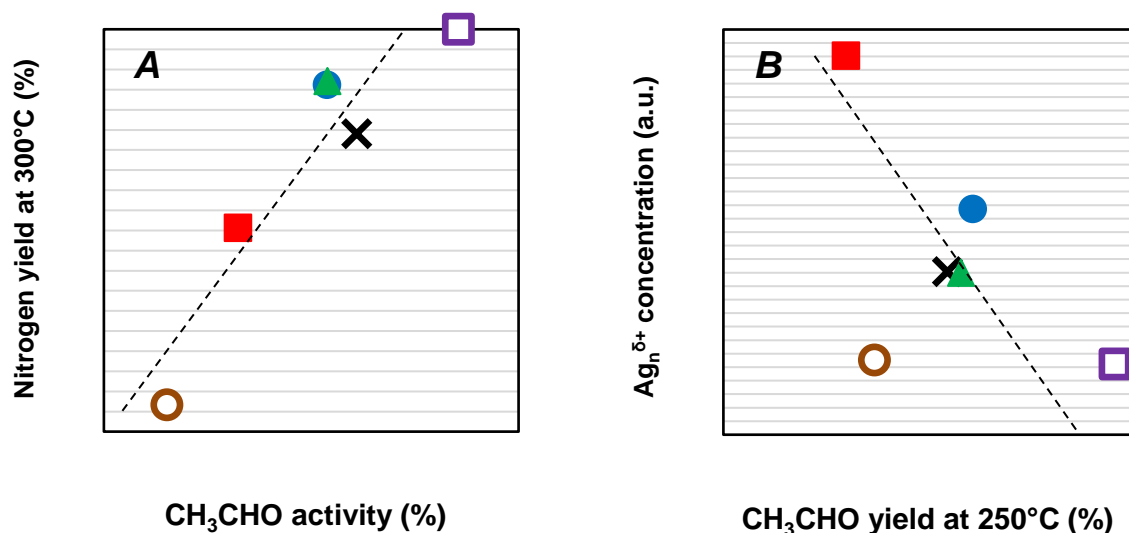 A
Nitrogen yield at 300°C (%)
CH₃CHO activity (%)
B
Agₙᵟ⁺ concentration (a.u.)
CH₃CHO yield at 250°C (%)